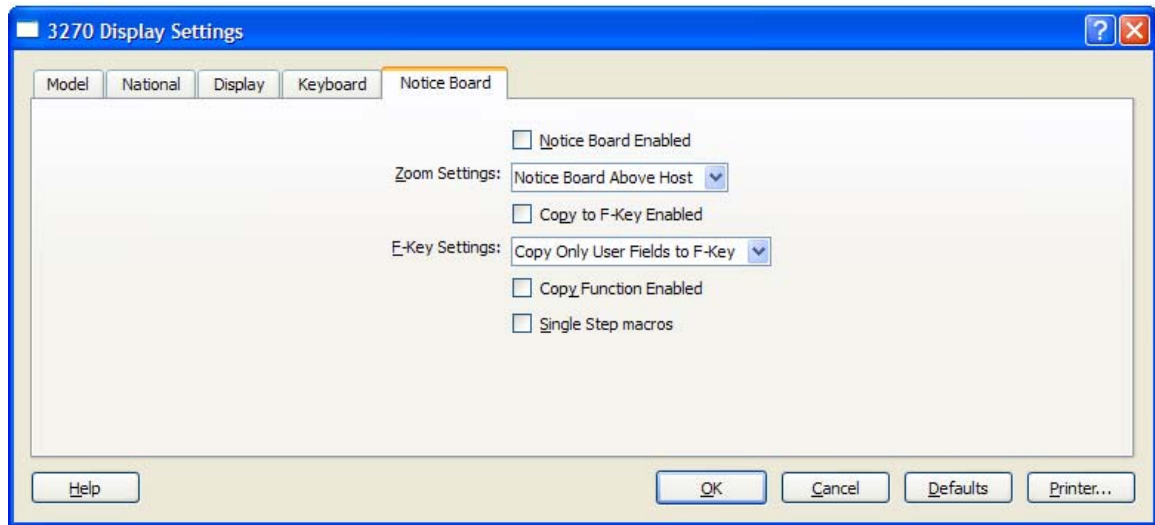 3270 Display Settings
Model National Display Keyboard Notice Board
Notice Board Enabled
Zoom Settings: Notice Board Above Host
Copy to F-Key Enabled
F-Key Settings: Copy Only User Fields to F-Key
Copy Function Enabled
Single Step macros
Help OK Cancel Defaults Printer...